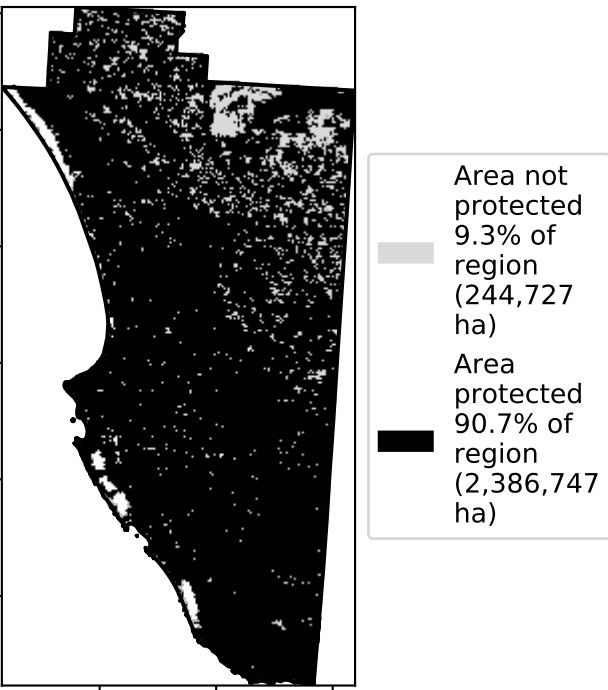 Area not
protected
9.3% of
region
(244,727
ha)
Area
protected
90.7% of
region
(2,386,747
ha)